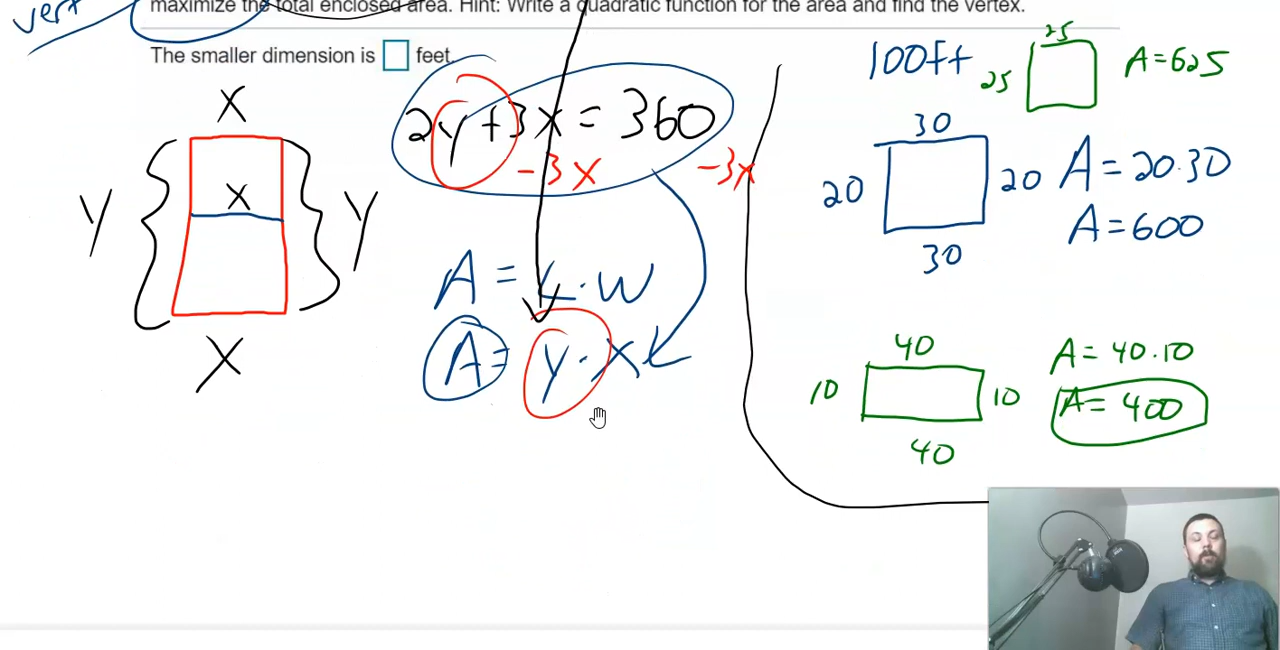 vert
maximize the total enclosed area. Hint: Write a quadratic function for the area and find the vertex.
The smaller dimension is feet.
X
X
Y
Y
X
2y+3x = 360
-3x
-3x
A = L·W
A = y·X
100ft
25
25
A=625
30
20
20
30
A = 20·30
A = 600
40
10
10
40
A = 40·10
A = 400